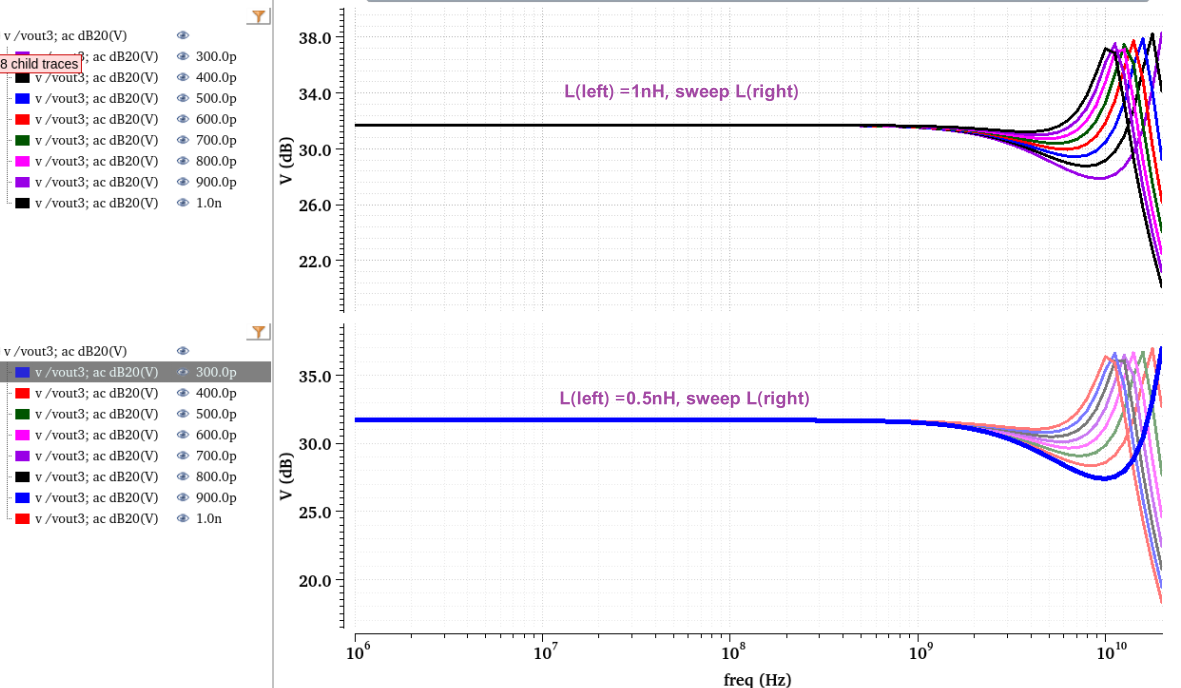 v /vout3; ac dB20(V)
8 child traces
3; ac dB20(V) 300.0p
v /vout3; ac dB20(V) 400.0p
v /vout3; ac dB20(V) 500.0p
v /vout3; ac dB20(V) 600.0p
v /vout3; ac dB20(V) 700.0p
v /vout3; ac dB20(V) 800.0p
v /vout3; ac dB20(V) 900.0p
v /vout3; ac dB20(V) 1.0n
38.0
34.0
30.0
26.0
22.0
V (dB)
L(left) =1nH, sweep L(right)
v /vout3; ac dB20(V)
v /vout3; ac dB20(V) 300.0p
v /vout3; ac dB20(V) 400.0p
v /vout3; ac dB20(V) 500.0p
v /vout3; ac dB20(V) 600.0p
v /vout3; ac dB20(V) 700.0p
v /vout3; ac dB20(V) 800.0p
v /vout3; ac dB20(V) 900.0p
v /vout3; ac dB20(V) 1.0n
35.0
30.0
25.0
20.0
V (dB)
L(left) =0.5nH, sweep L(right)
10^6 10^7 10^8 10^9 10^10
freq (Hz)